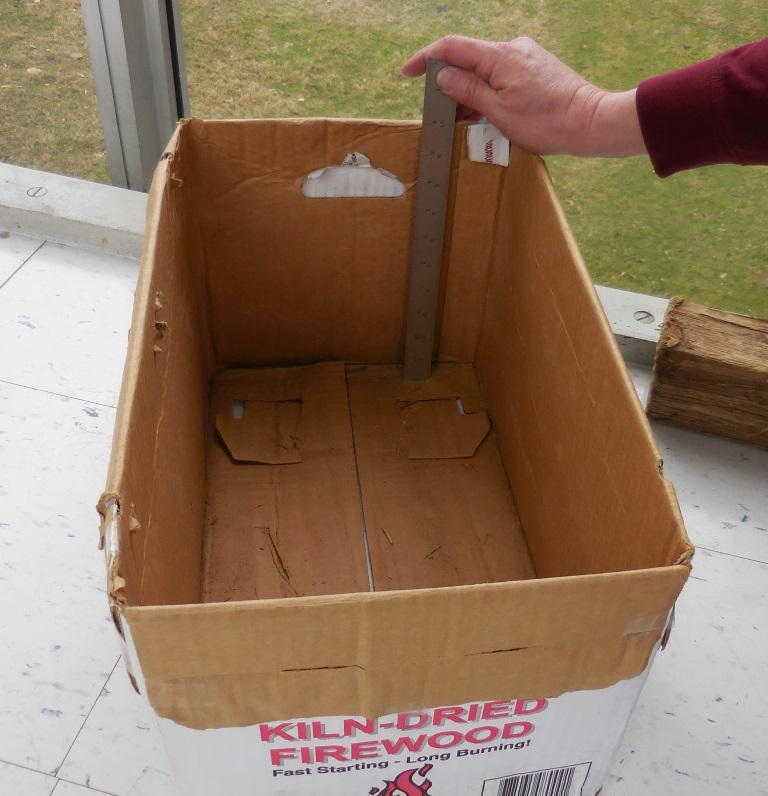 KILN-DRIED
FIREWOOD
Fast Starting - Long Burning!